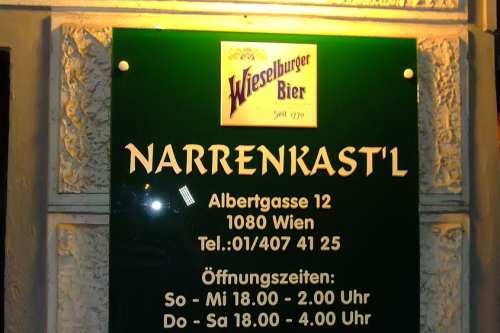 Wieselburger
Bier
Seit 1770
NARRENKAST'L
Albertgasse 12
1080 Wien
Tel.:01/407 41 25
Öffnungszeiten:
So - Mi 18.00 - 2.00 Uhr
Do - Sa 18.00 - 4.00 Uhr